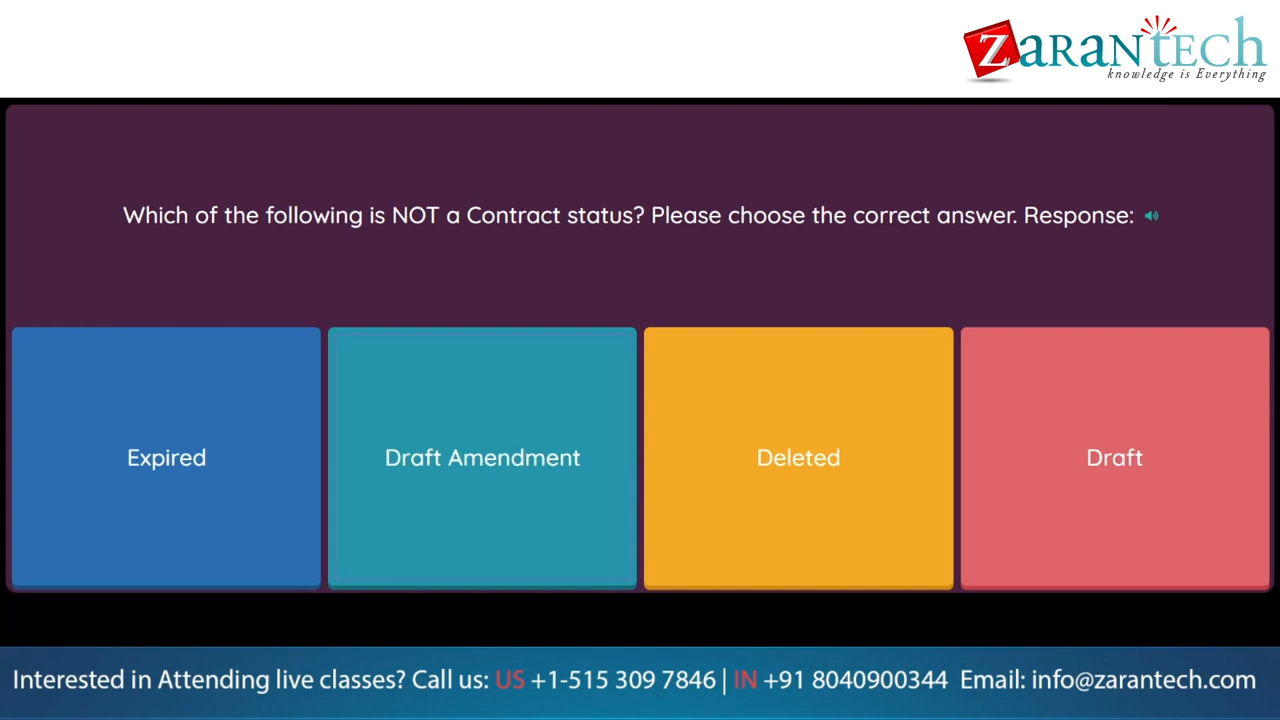 ZaranTech
knowledge is Everything
Which of the following is NOT a Contract status? Please choose the correct answer. Response:
Expired
Draft Amendment
Deleted
Draft
Interested in Attending live classes? Call us: US +1-515 309 7846 | IN +91 8040900344 Email: info@zarantech.com